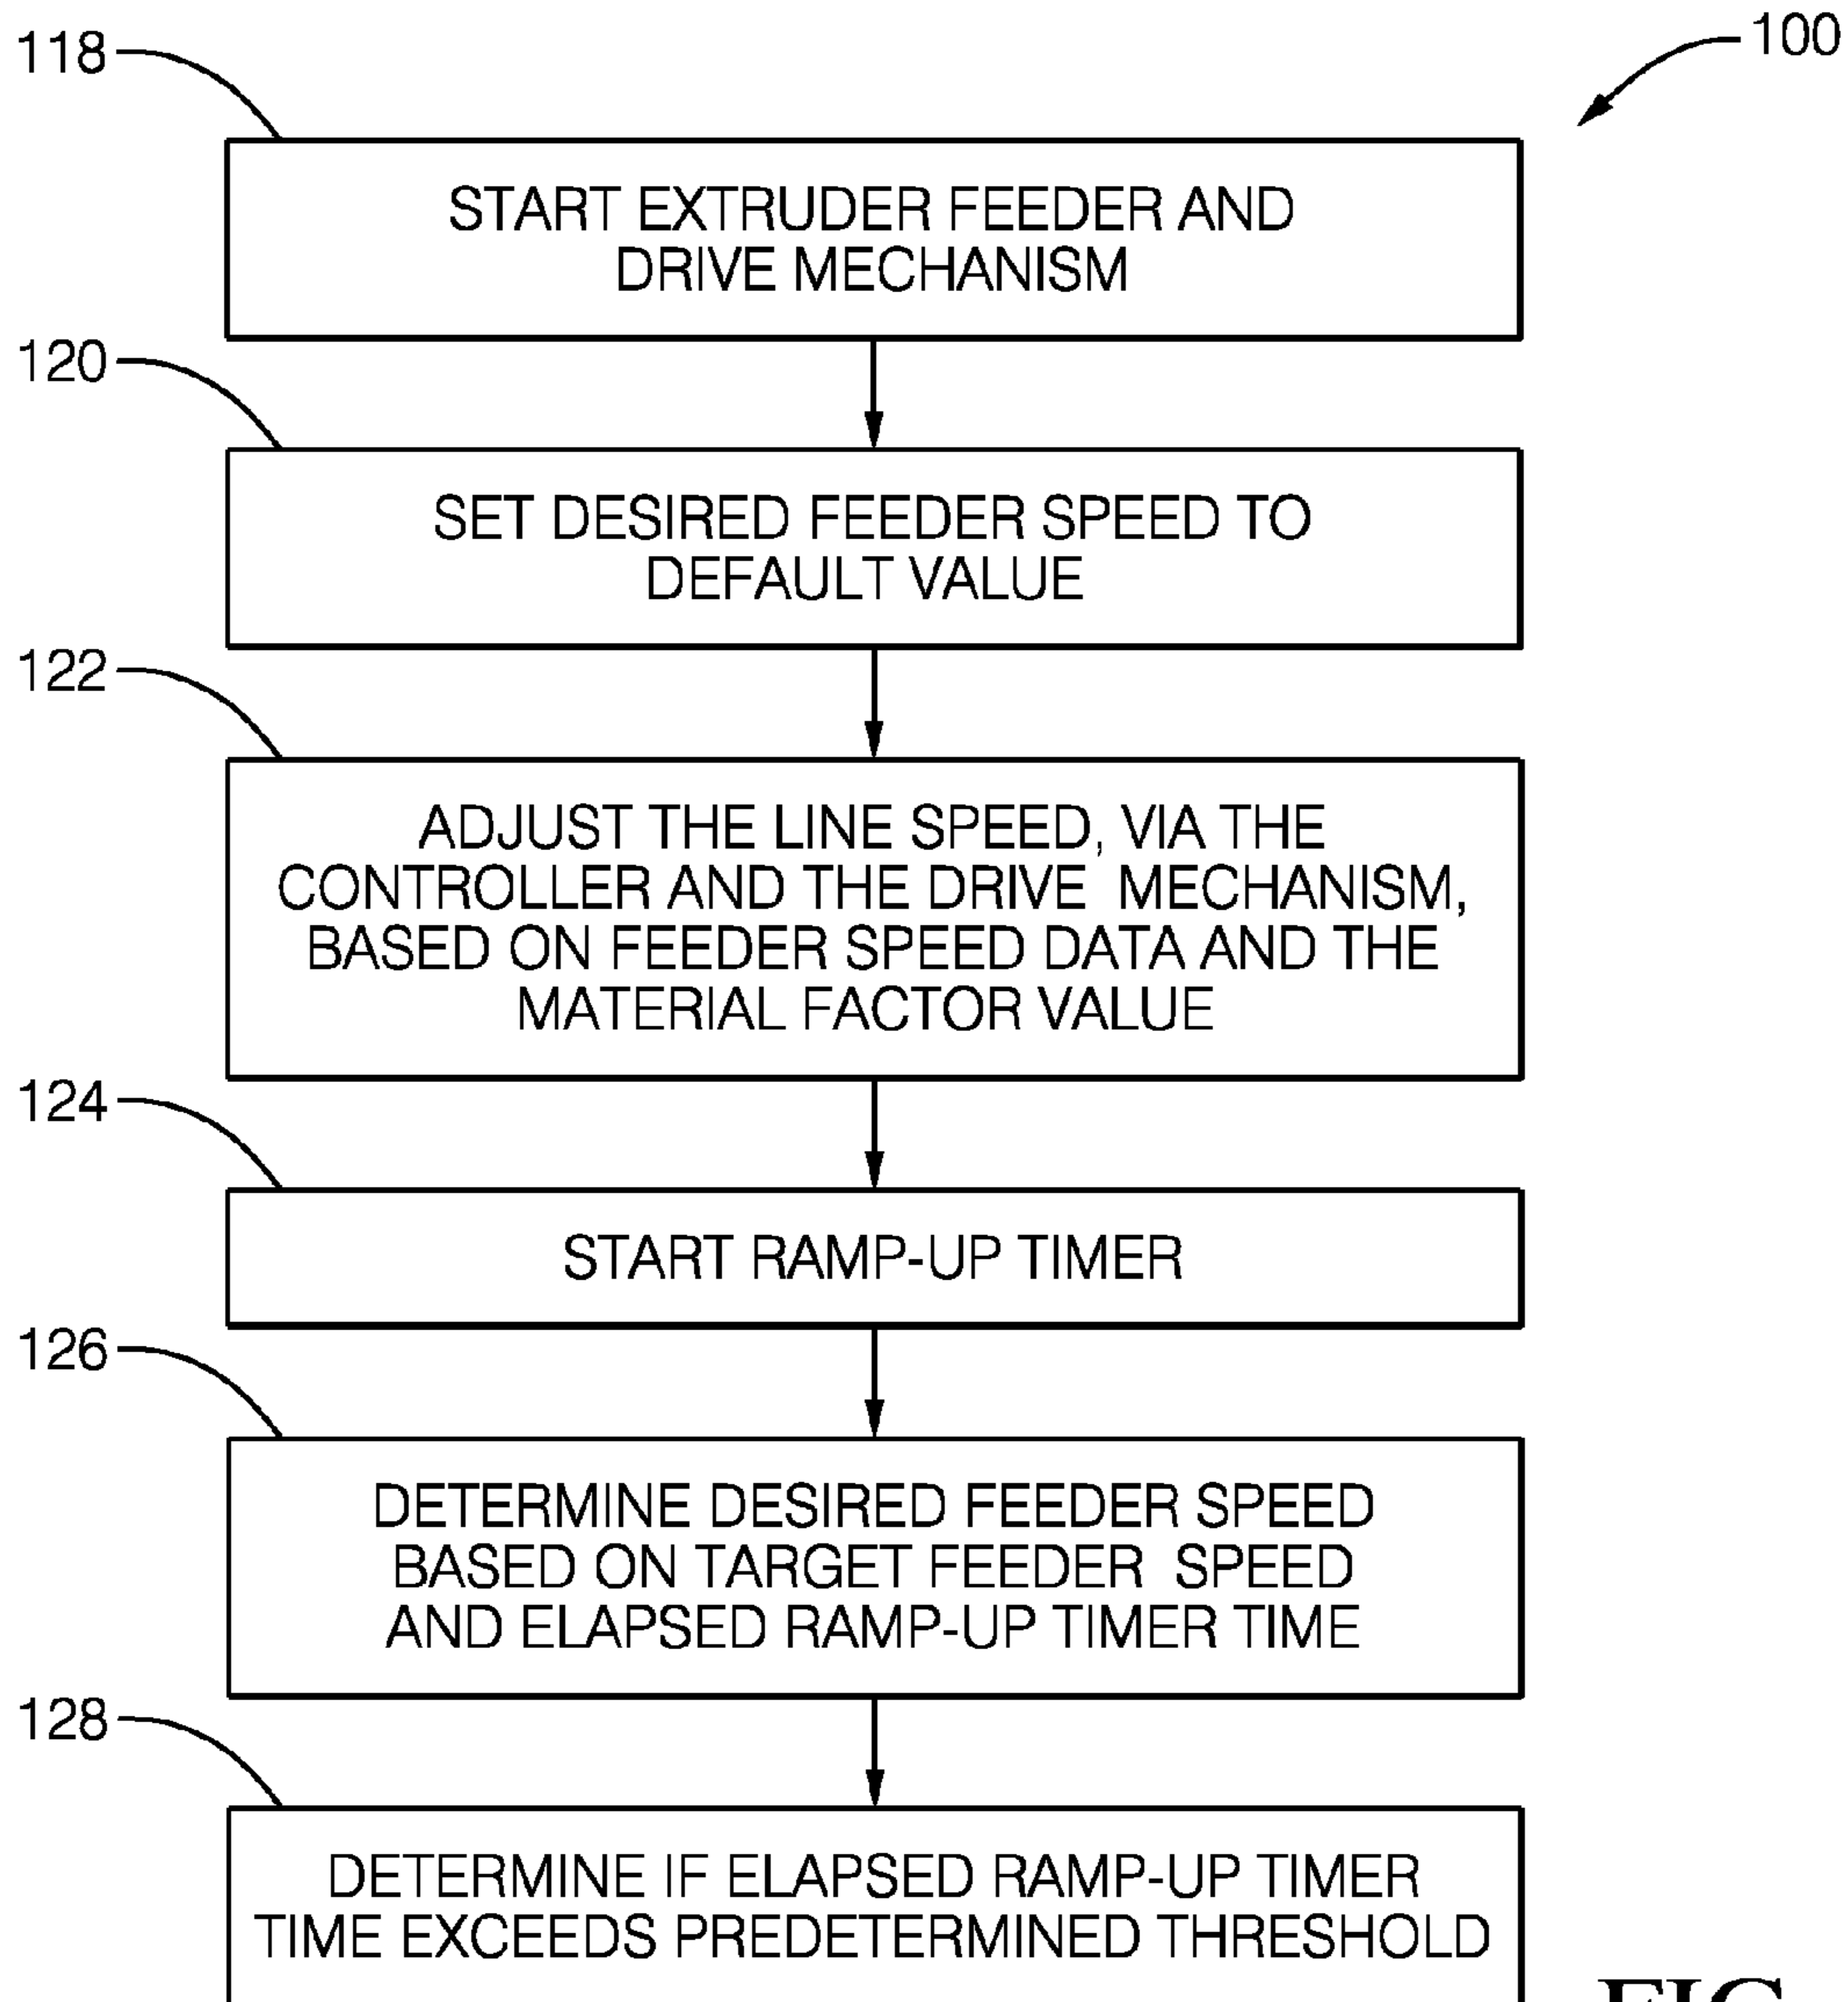 118
100
START EXTRUDER FEEDER AND
DRIVE MECHANISM
120
SET DESIRED FEEDER SPEED TO
DEFAULT VALUE
122
ADJUST THE LINE SPEED, VIA THE
CONTROLLER AND THE DRIVE MECHANISM,
BASED ON FEEDER SPEED DATA AND THE
MATERIAL FACTOR VALUE
124
START RAMP-UP TIMER
126
DETERMINE DESIRED FEEDER SPEED
BASED ON TARGET FEEDER SPEED
AND ELAPSED RAMP-UP TIMER TIME
128
DETERMINE IF ELAPSED RAMP-UP TIMER
TIME EXCEEDS PREDETERMINED THRESHOLD
FIG